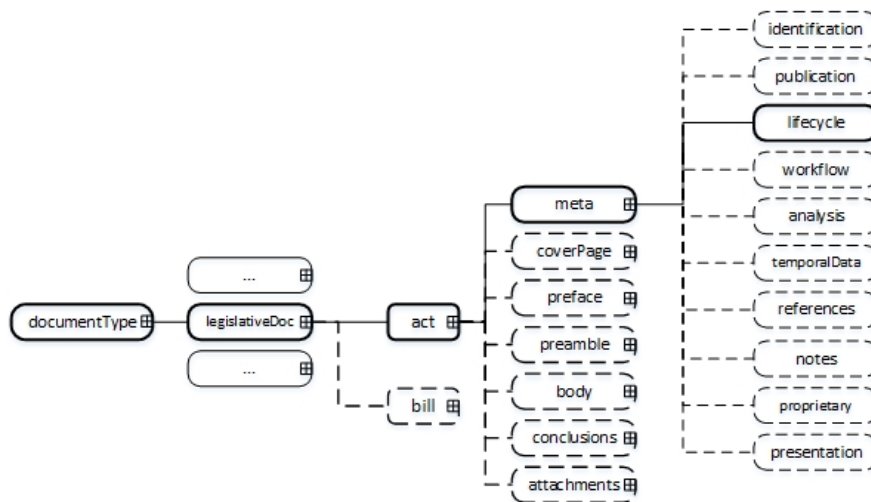 documentType
...
legislativeDoc
...
act
bill
meta
coverPage
preface
preamble
body
conclusions
attachments
identification
publication
lifecycle
workflow
analysis
temporalData
references
notes
proprietary
presentation